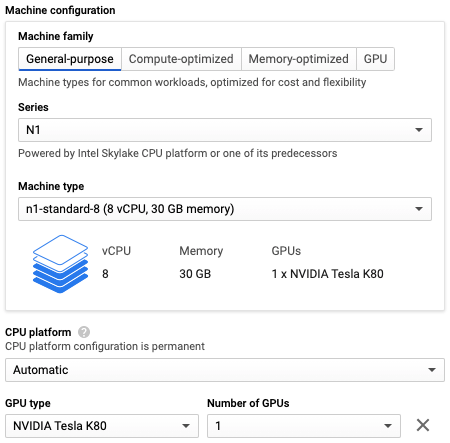 Machine configuration
Machine family
General-purpose Compute-optimized Memory-optimized GPU
Machine types for common workloads, optimized for cost and flexibility
Series
N1
Powered by Intel Skylake CPU platform or one of its predecessors
Machine type
n1-standard-8 (8 vCPU, 30 GB memory)
vCPU Memory GPUs
8 30 GB 1 x NVIDIA Tesla K80
CPU platform ?
CPU platform configuration is permanent
Automatic
GPU type Number of GPUs
NVIDIA Tesla K80 1